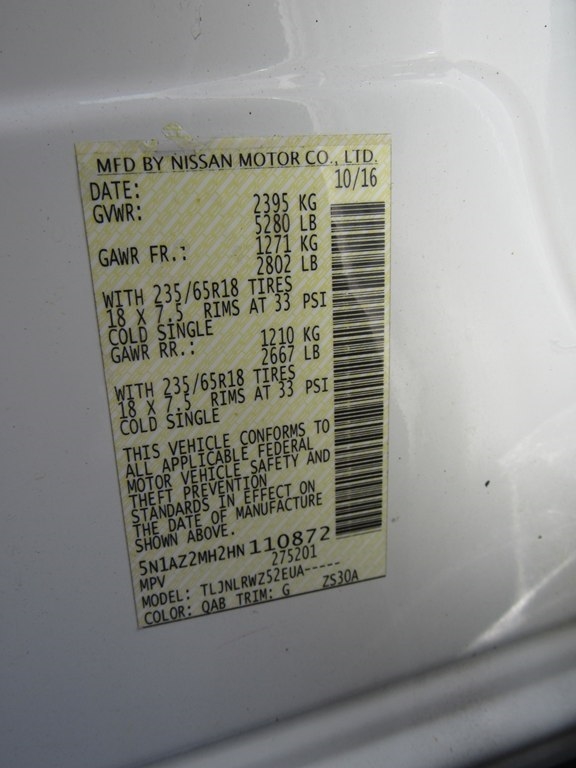 MFD BY NISSAN MOTOR CO., LTD.
DATE: 10/16
GVWR: 2395 KG
5280 LB
GAWR FR.: 1271 KG
2802 LB
WITH 235/65R18 TIRES
18 X 7.5 RIMS AT 33 PSI
COLD SINGLE
GAWR RR.: 1210 KG
2667 LB
WITH 235/65R18 TIRES
18 X 7.5 RIMS AT 33 PSI
COLD SINGLE
THIS VEHICLE CONFORMS TO
ALL APPLICABLE FEDERAL
MOTOR VEHICLE SAFETY AND
THEFT PREVENTION
STANDARDS IN EFFECT ON
THE DATE OF MANUFACTURE
SHOWN ABOVE.
5N1AZ2MH2HN110872
MPV 275201
MODEL: TLJNLRWZ52EUA-----
COLOR: QAB TRIM: G ZS30A